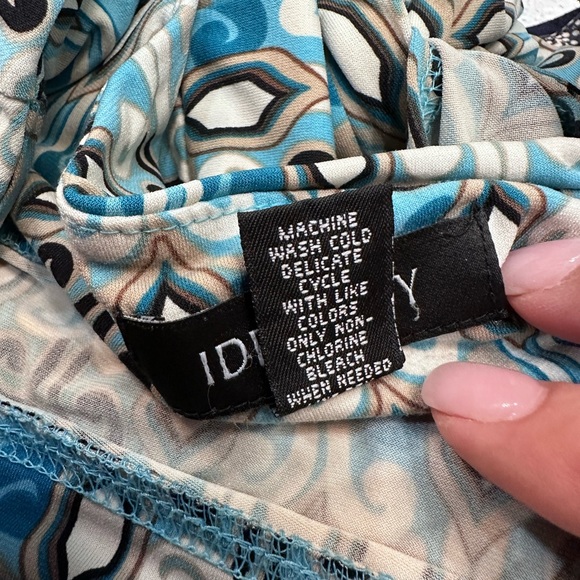 MACHINE
WASH COLD
DELICATE
CYCLE
WITH LIKE
COLORS
ONLY NON-
CHLORINE
BLEACH
WHEN NEEDED